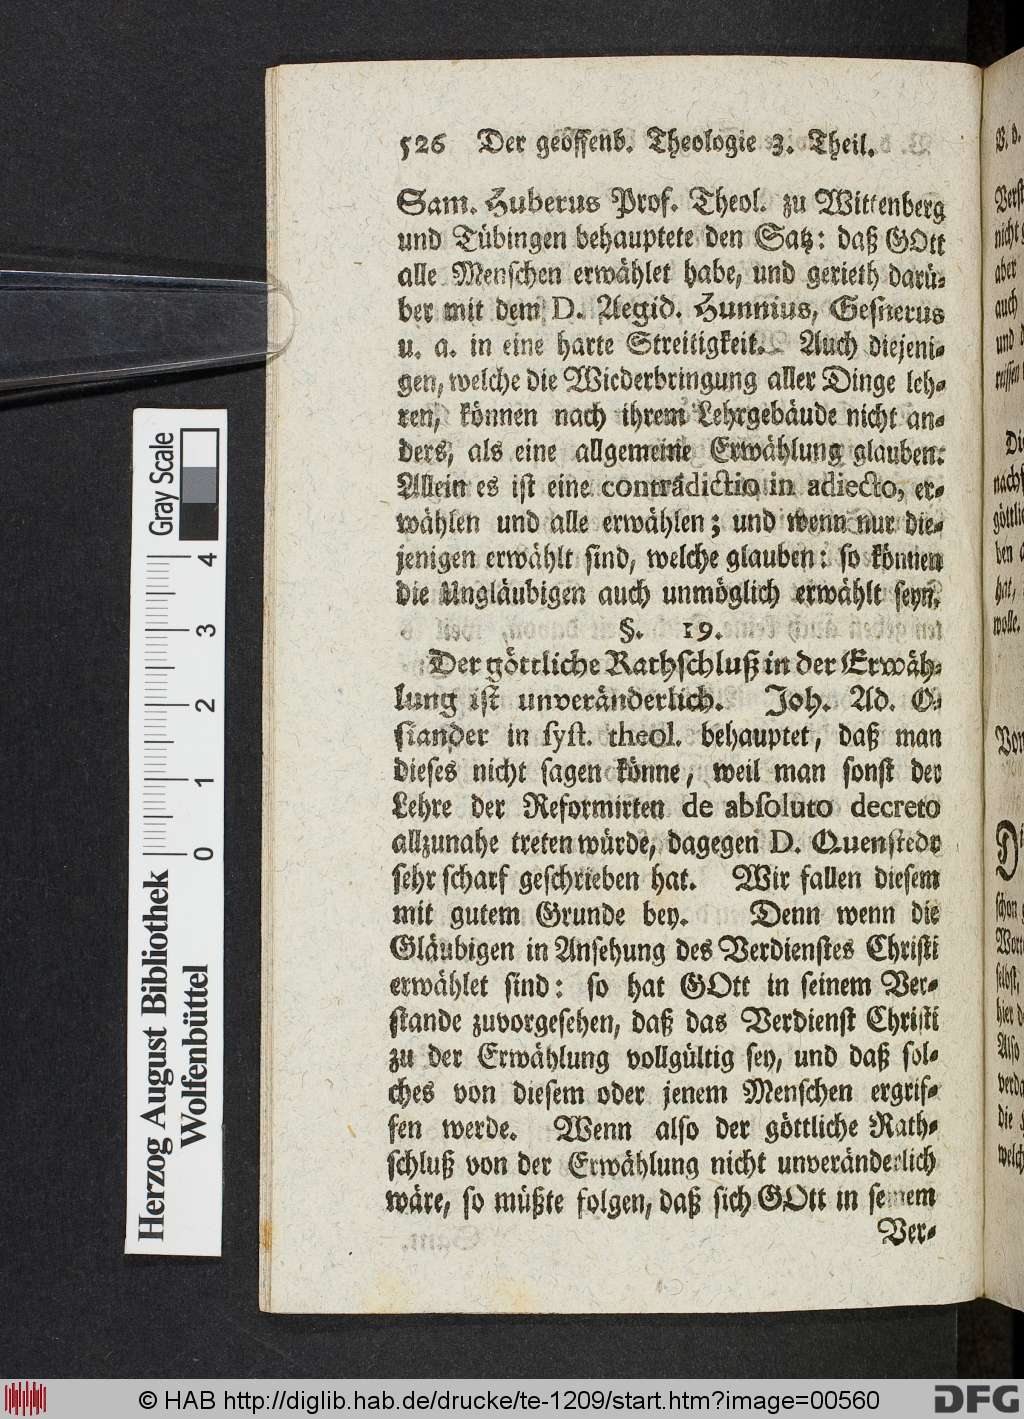 526 Der geöffenb. Theologie 3. Theil.
Sam. Huberus Prof. Theol. zu Wittenberg
und Tübingen behauptete den Satz: daß GOtt
alle Menschen erwählet habe, und gerieth darü-
ber mit dem D. Aegid. Hunnius, Gesnerus
u. a. in eine harte Streitigkeit. Auch diejeni-
gen, welche die Wiederbringung aller Dinge leh-
ren, können nach ihrem Lehrgebäude nicht an-
ders, als eine allgemeine Erwählung glauben:
Allein es ist eine contradictio in adiecto, er-
wählen und alle erwählen; und wenn nur die-
jenigen erwählt sind, welche glauben: so können
die Ungläubigen auch unmöglich erwählt seyn.
§. 19.
Der göttliche Rathschluß in der Erwäh-
lung ist unveränderlich. Joh. Ad. O-
siander in syst. theol. behauptet, daß man
dieses nicht sagen könne, weil man sonst der
Lehre der Reformirten de absoluto decreto
allzunahe treten würde, dagegen D. Quenstedt
sehr scharf geschrieben hat. Wir fallen diesem
mit gutem Grunde bey. Denn wenn die
Gläubigen in Ansehung des Verdienstes Christi
erwählet sind: so hat GOtt in seinem Ver-
stande zuvorgesehen, daß das Verdienst Christi
zu der Erwählung vollgültig sey, und daß sol-
ches von diesem oder jenem Menschen ergrif-
fen werde. Wenn also der göttliche Rath-
schluß von der Erwählung nicht unveränderlich
wäre, so müßte folgen, daß sich GOtt in seinem
Ver-
Gray Scale
4
3
2
1
0
Herzog August Bibliothek
Wolfenbüttel
© HAB http://diglib.hab.de/drucke/te-1209/start.htm?image=00560
DFG